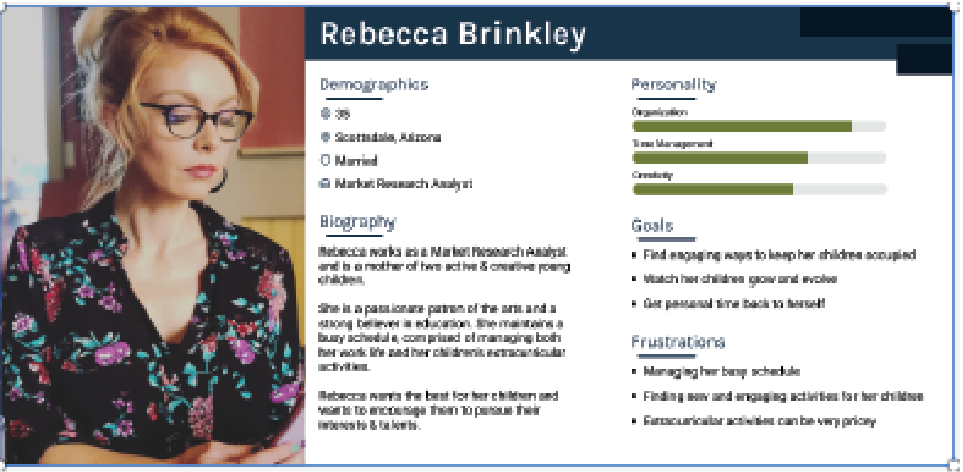 Rebecca Brinkley
Demographics
36
Scottsdale, Arizona
Married
Market Research Analyst
Biography
Rebecca works as a Market Research Analyst
and is a mother of two active & creative young
children.
She is a passionate patron of the arts and a
strong believer in education. She maintains a
busy schedule, comprised of managing both
her work life and her children's extracurricular
activities.
Rebecca wants the best for her children and
wants to encourage them to pursue their
interests & talents.
Personality
Organization
Time Management
Creativity
Goals
• Find engaging ways to keep her children occupied
• Watch her children grow and evolve
• Get personal time back to herself
Frustrations
• Managing her busy schedule
• Finding new and engaging activities for her children
• Extracurricular activities can be very pricey